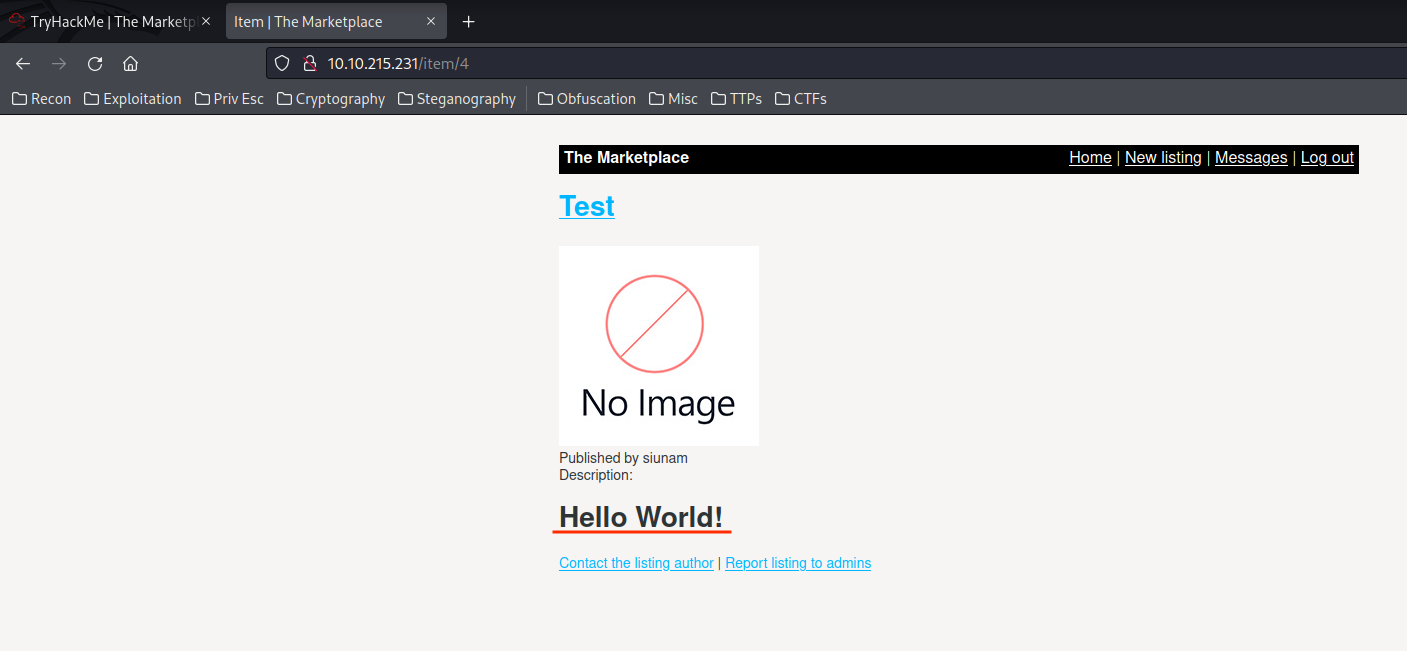 TryHackMe | The Marketp
Item | The Marketplace
10.10.215.231/item/4
Recon Exploitation Priv Esc Cryptography Steganography Obfuscation Misc TTPs CTFs
The Marketplace Home | New listing | Messages | Log out
Test
No Image
Published by siunam
Description:
Hello World!
Contact the listing author | Report listing to admins